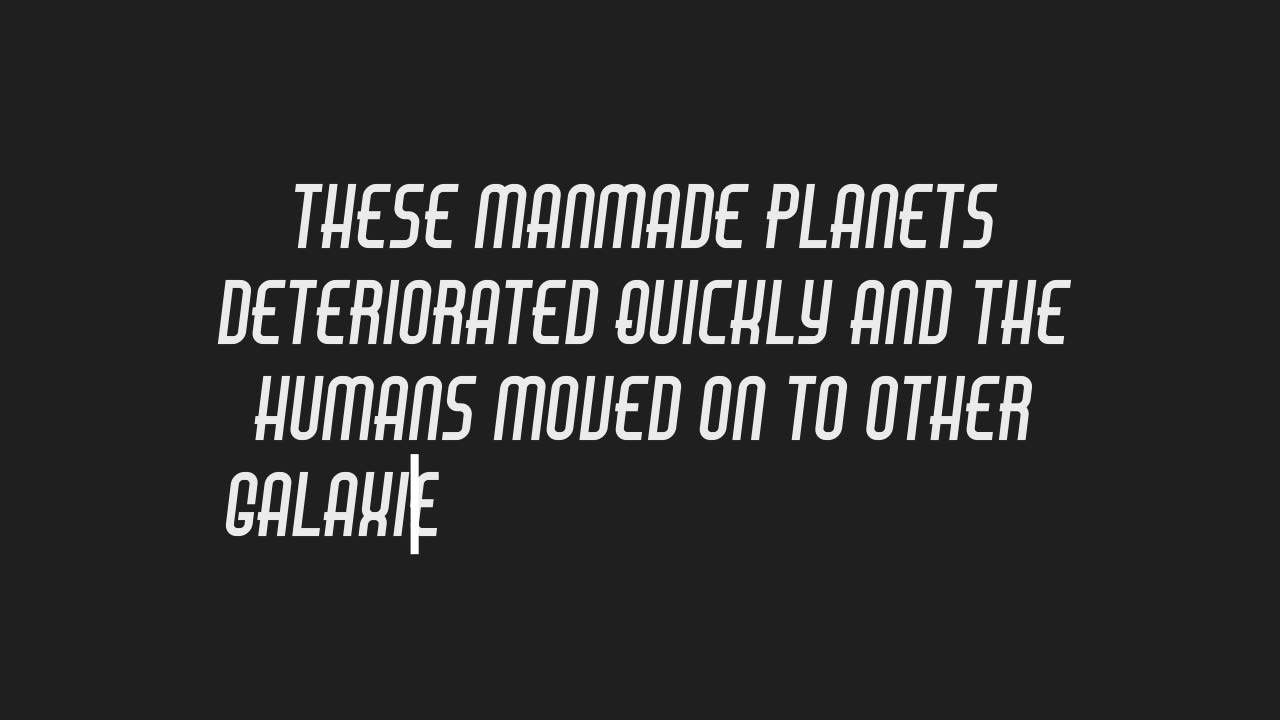 THESE MANMADE PLANETS
DETERIORATED QUICKLY AND THE
HUMANS MOVED ON TO OTHER
GALAXIE